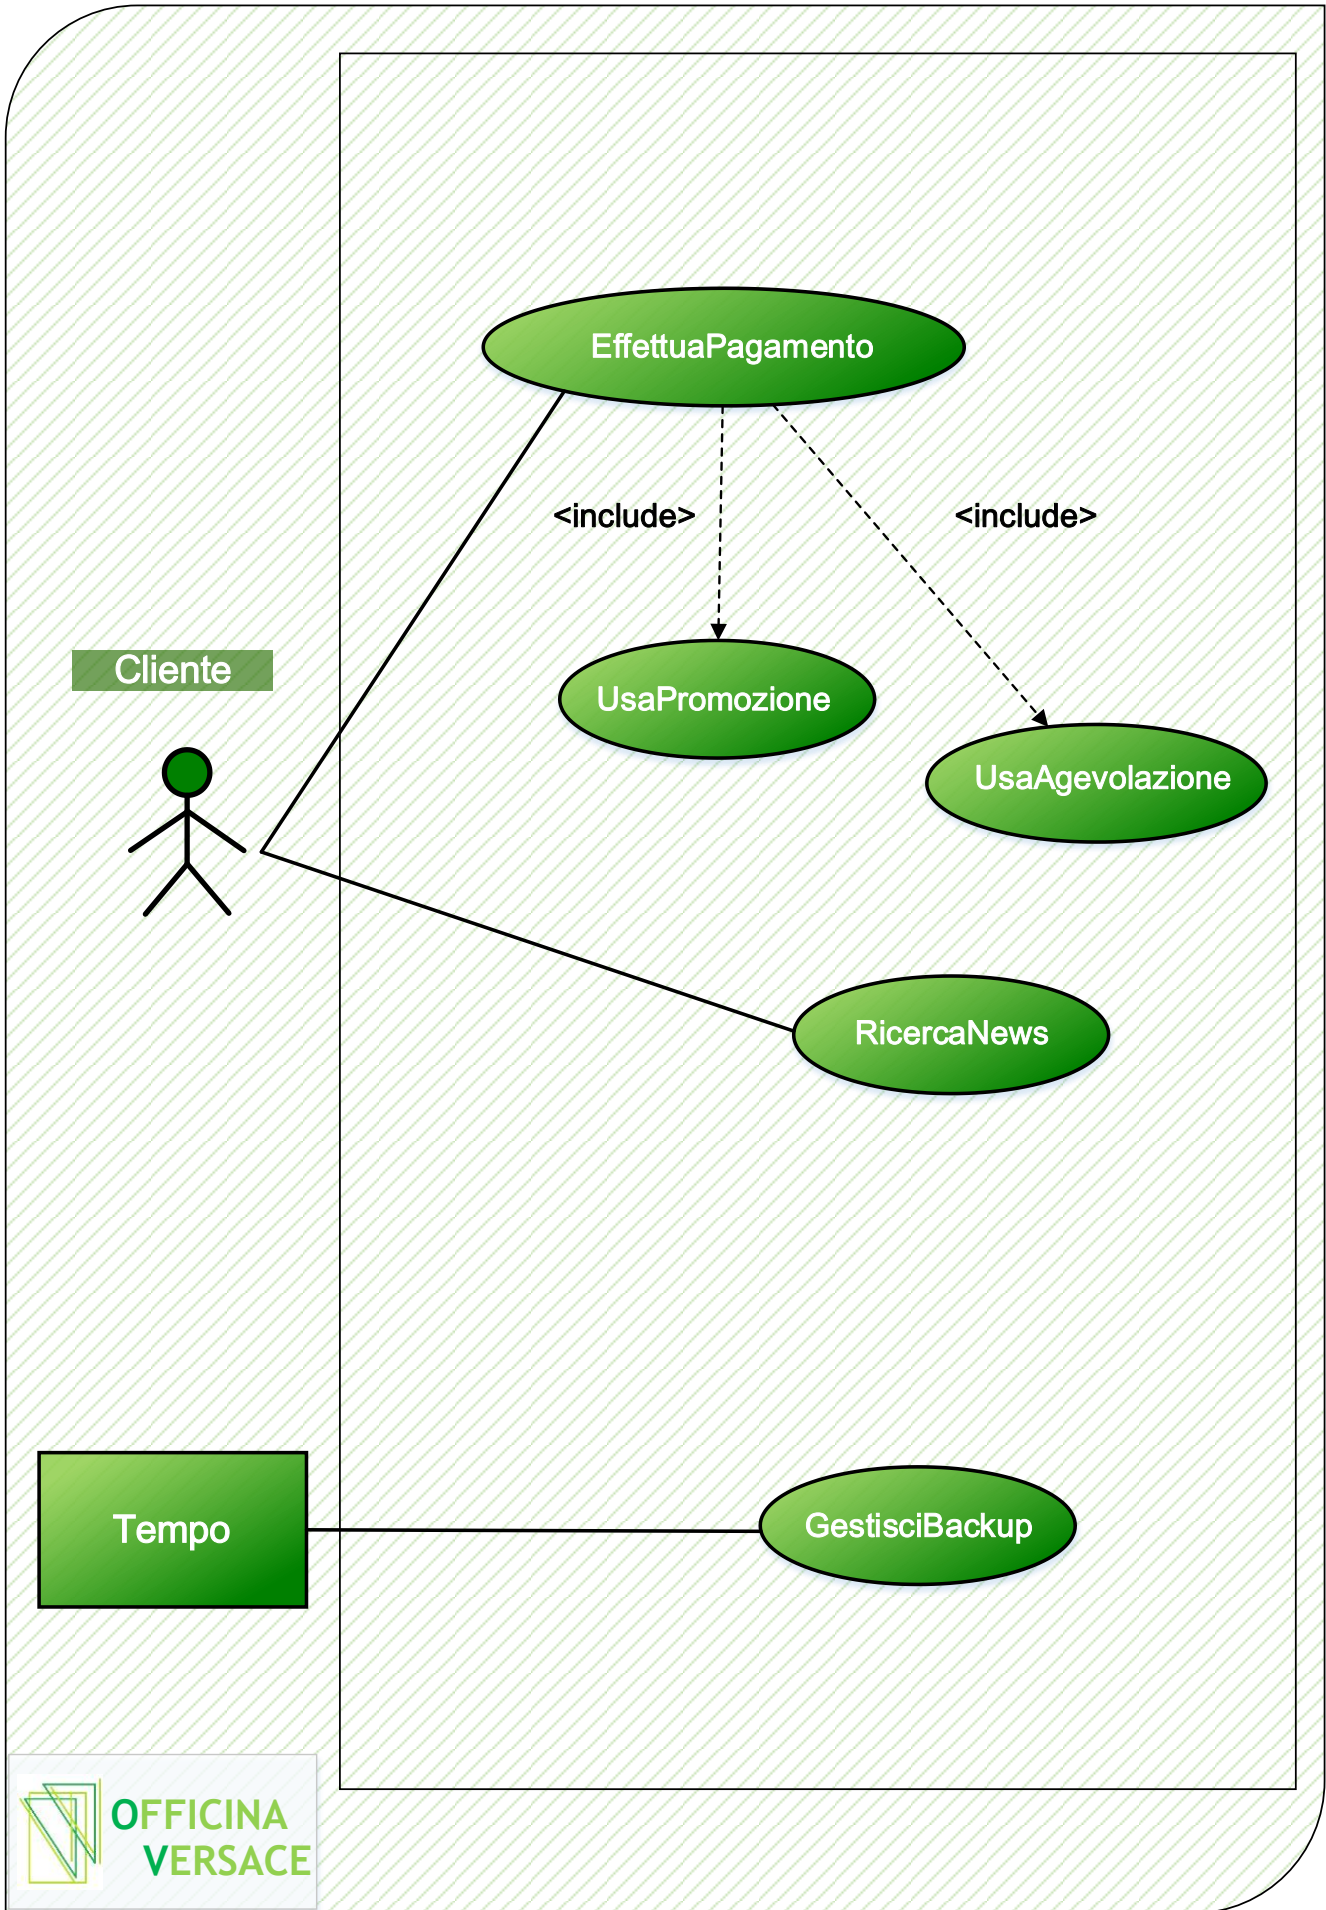 EffettuaPagamento
<include>
<include>
Cliente
UsaPromozione
UsaAgevolazione
RicercaNews
Tempo
GestisciBackup
OFFICINA
VERSACE